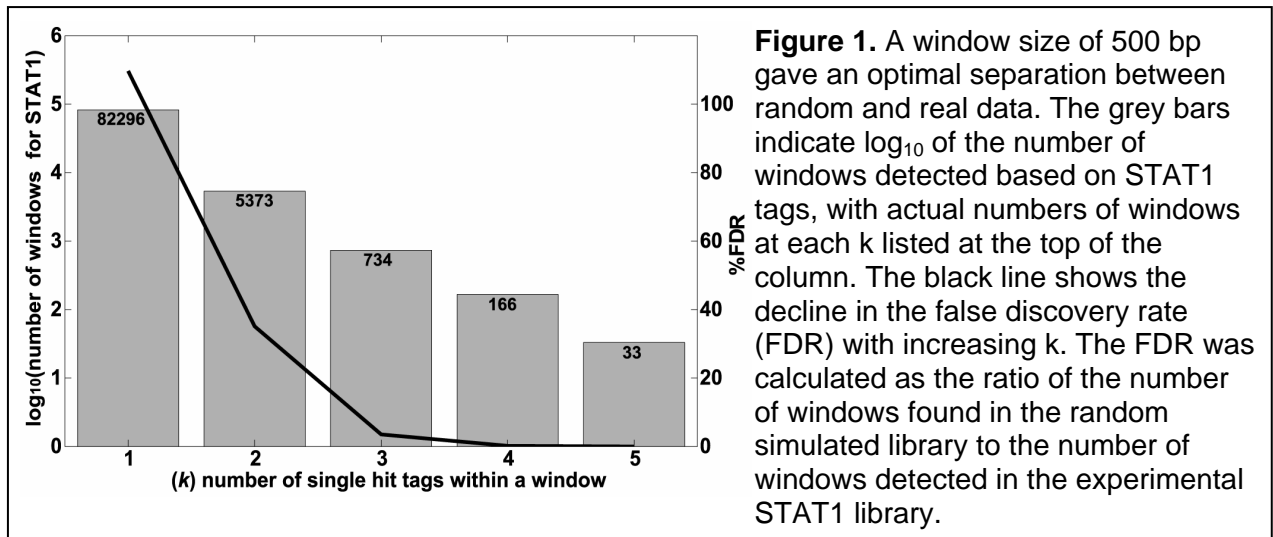 6
5
4
3
2
1
0
log10(number of windows for STAT1)
82296
5373
734
166
33
100
80
60
40
20
0
%FDR
1 2 3 4 5
(k) number of single hit tags within a window
Figure 1. A window size of 500 bp
gave an optimal separation between
random and real data. The grey bars
indicate log10 of the number of
windows detected based on STAT1
tags, with actual numbers of windows
at each k listed at the top of the
column. The black line shows the
decline in the false discovery rate
(FDR) with increasing k. The FDR was
calculated as the ratio of the number
of windows found in the random
simulated library to the number of
windows detected in the experimental
STAT1 library.